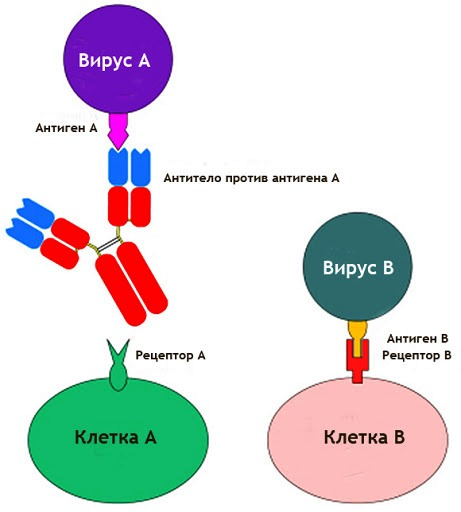 Вирус А
Антиген А
Антитело против антигена А
Рецептор А
Клетка А
Вирус В
Антиген В
Рецептор В
Клетка В